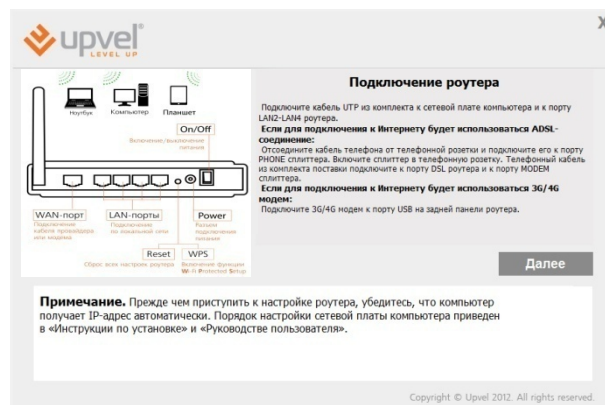 X
upvel
LEVEL UP
Подключение роутера
Ноутбук
Компьютер
Планшет
On/Off
Включение/выключение
питания
WAN-порт
Подключение
кабеля провайдера
или модема
LAN-порты
Подключение
по локальной сети
Power
Разъем
подключения
питания
Reset
Сброс всех настроек роутера
WPS
Включение функции
Wi-Fi Protected Setup
Подключите кабель UTP из комплекта к сетевой плате компьютера и к порту
LAN2-LAN4 роутера.
Если для подключения к Интернету будет использоваться ADSL-
соединение:
Отсоедините кабель телефона от телефонной розетки и подключите его к порту
PHONE сплиттера. Включите сплиттер в телефонную розетку. Телефонный кабель
из комплекта поставки подключите к порту DSL роутера и к порту MODEM
сплиттера.
Если для подключения к Интернету будет использоваться 3G/4G
модем:
Подключите 3G/4G модем к порту USB на задней панели роутера.
Далее
Примечание. Прежде чем приступить к настройке роутера, убедитесь, что компьютер
получает IP-адрес автоматически. Порядок настройки сетевой платы компьютера приведен
в «Инструкции по установке» и «Руководстве пользователя».
Copyright © Upvel 2012. All rights reserved.